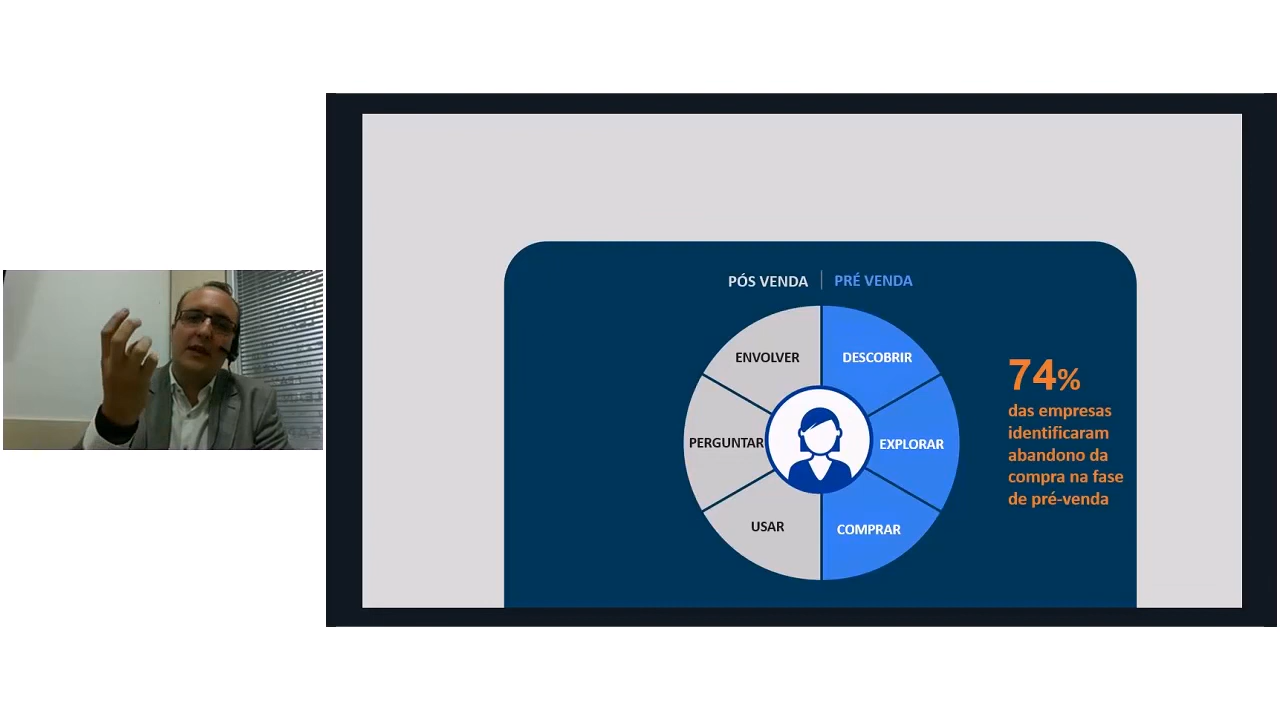 PÓS VENDA
PRÉ VENDA
ENVOLVER
DESCOBRIR
PERGUNTAR
EXPLORAR
USAR
COMPRAR
74%
das empresas
identificaram
abandono da
compra na fase
de pré-venda